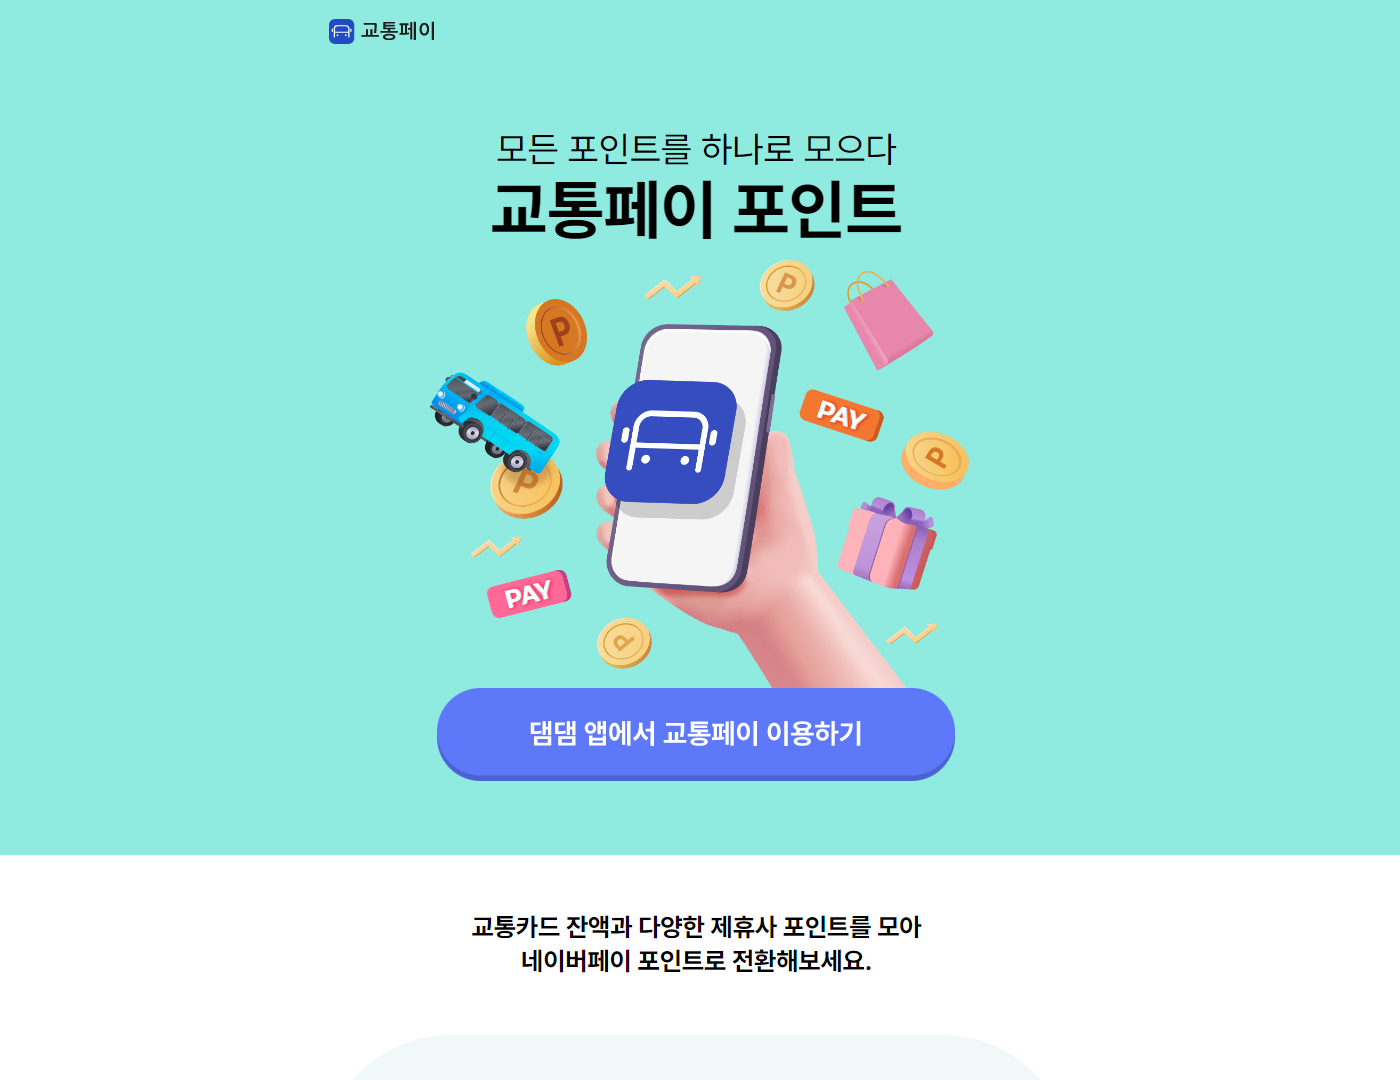 교통페이
모든 포인트를 하나로 모으다
교통페이 포인트
P
P
PAY
P
P
PAY
P
댐댐 앱에서 교통페이 이용하기
교통카드 잔액과 다양한 제휴사 포인트를 모아
네이버페이 포인트로 전환해보세요.